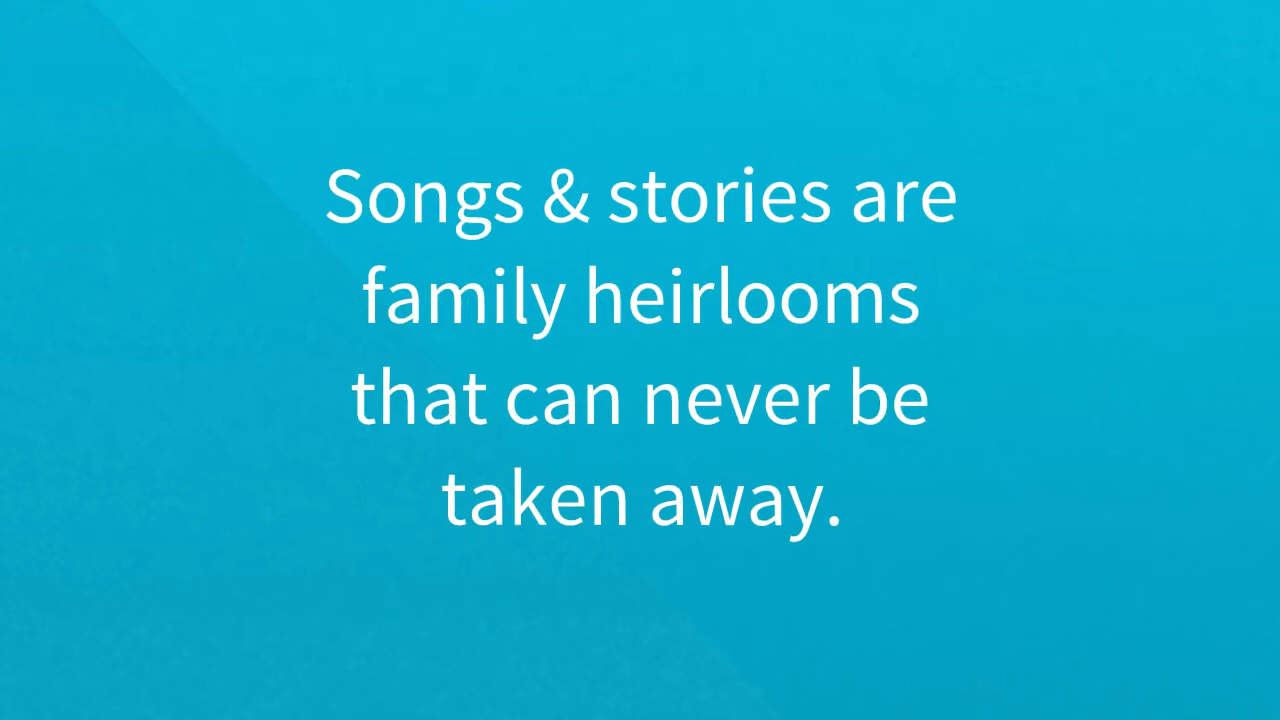 Songs & stories are
family heirlooms
that can never be
taken away.